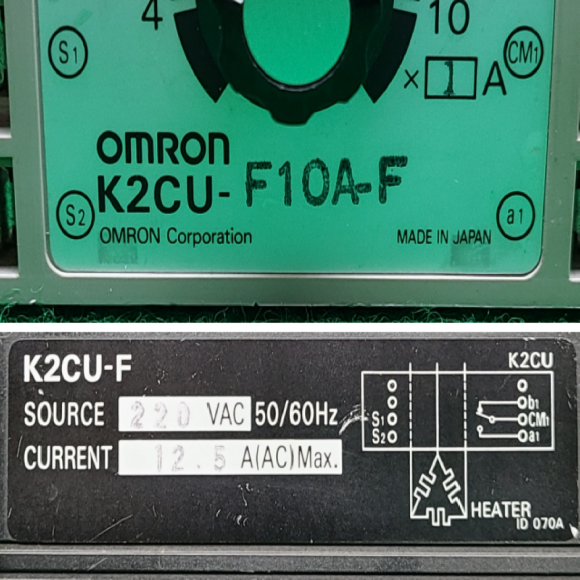 4
10
S1
CM1
×1A
OMRON
K2CU-F10A-F
S2
a1
OMRON Corporation
MADE IN JAPAN
K2CU-F
K2CU
SOURCE 220 VAC 50/60Hz
b1
S1
CM1
S2
a1
CURRENT 12.5 A(AC)Max.
HEATER
ID 070A